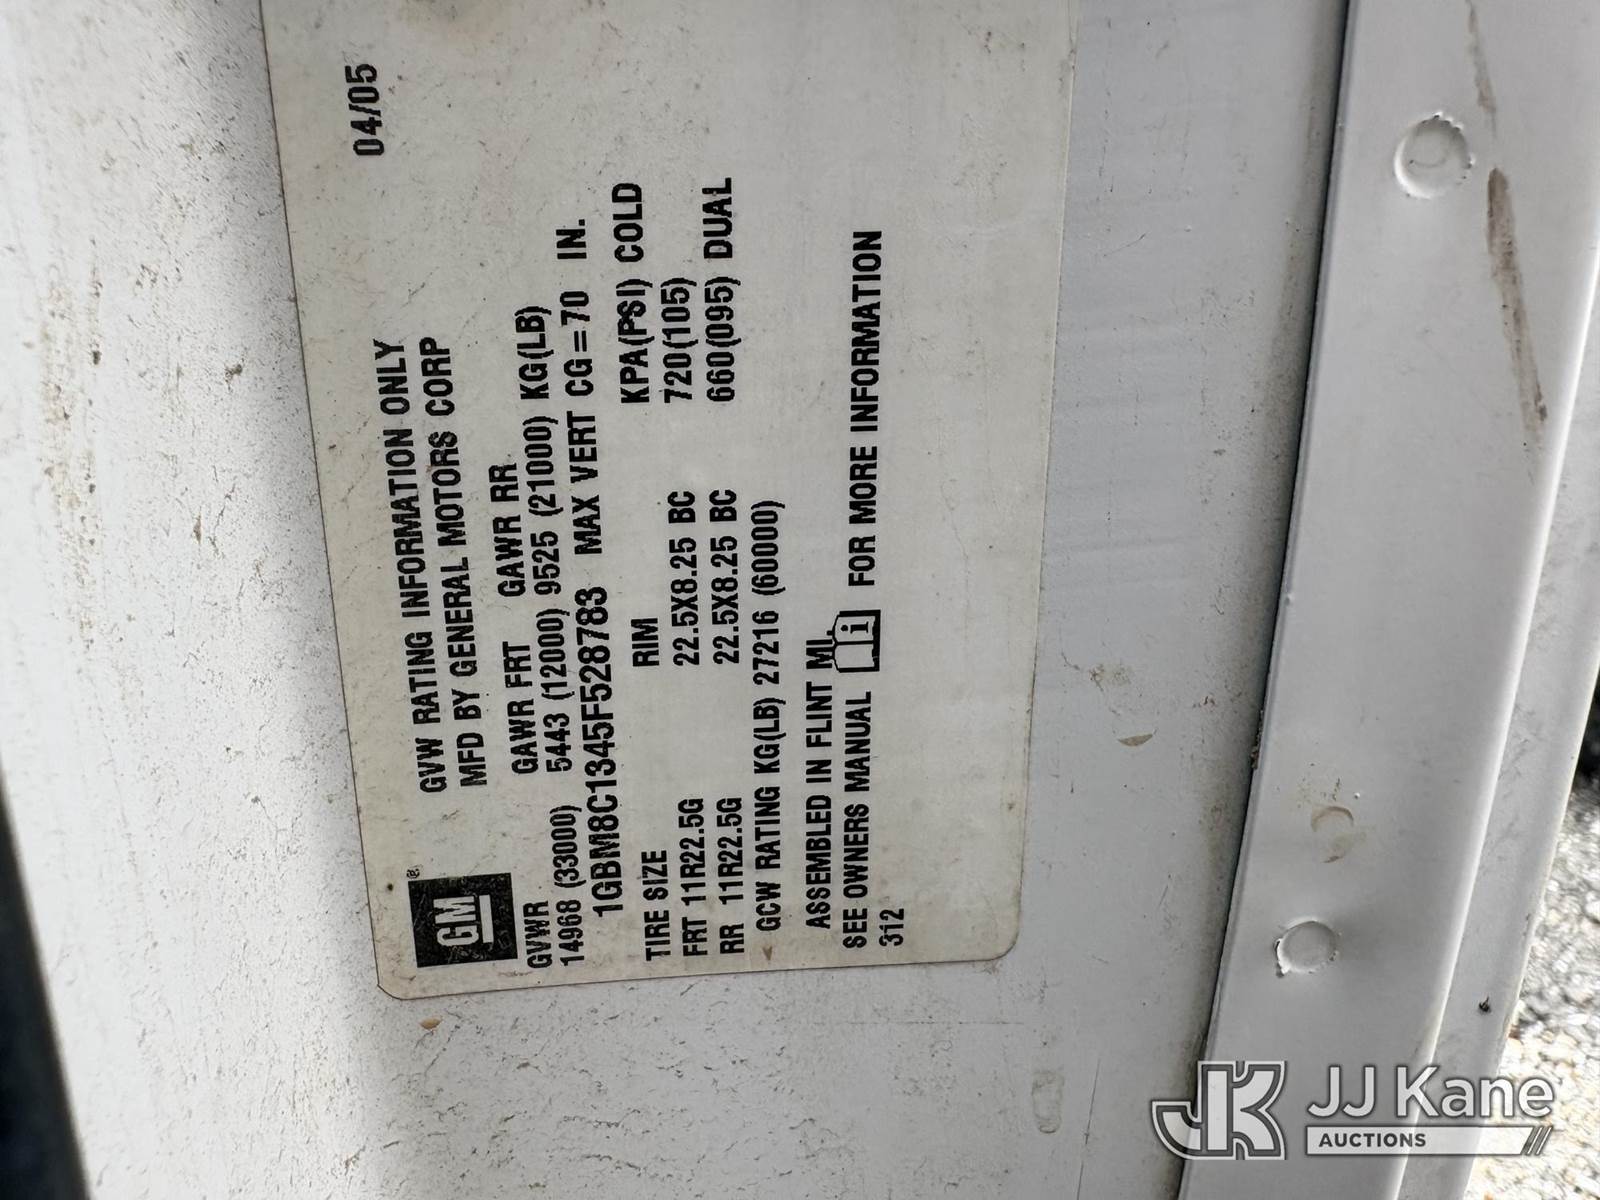 04/05
GVW RATING INFORMATION ONLY
MFD BY GENERAL MOTORS CORP
GM ®
GVWR GAWR FRT GAWR RR
14968 (33000) 5443 (12000) 9525 (21000) KG(LB)
1GBM8C1345F528783 MAX VERT CG=70 IN.
TIRE SIZE RIM KPA(PSI) COLD
FRT 11R22.5G 22.5X8.25 BC 720(105)
RR 11R22.5G 22.5X8.25 BC 660(095) DUAL
GCW RATING KG(LB) 27216 (60000)
ASSEMBLED IN FLINT MI.
SEE OWNERS MANUAL i FOR MORE INFORMATION
312
JK JJ Kane
AUCTIONS